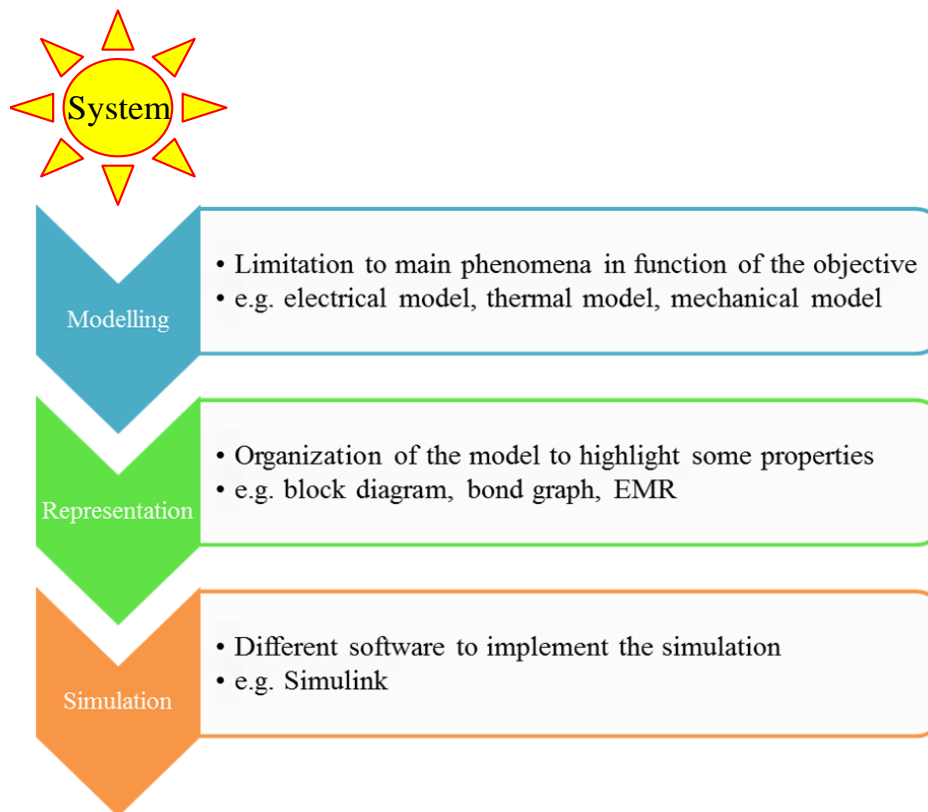 System
Modelling
• Limitation to main phenomena in function of the objective
• e.g. electrical model, thermal model, mechanical model
Representation
• Organization of the model to highlight some properties
• e.g. block diagram, bond graph, EMR
Simulation
• Different software to implement the simulation
• e.g. Simulink